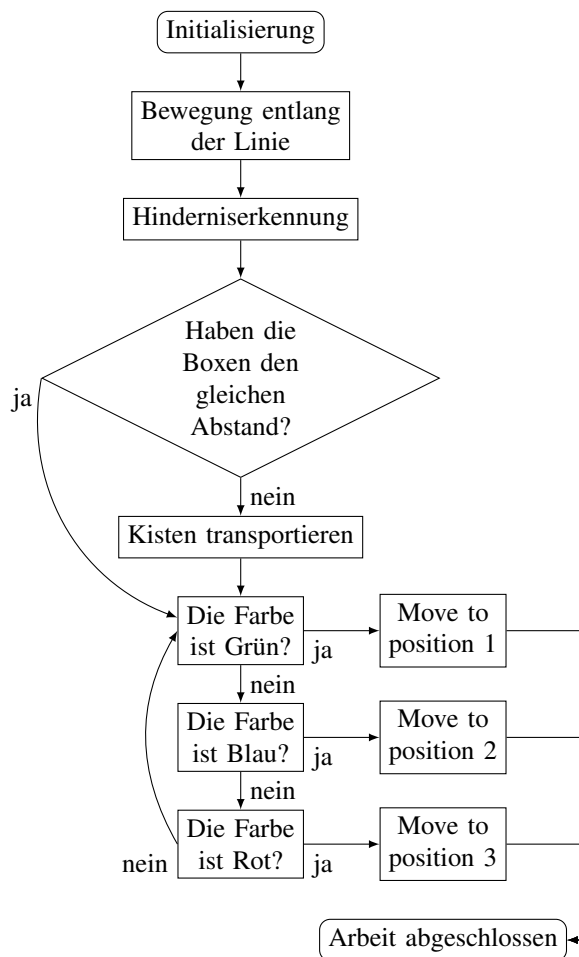 Initialisierung
Bewegung entlang
der Linie
Hinderniserkennung
Haben die
Boxen den
gleichen
Abstand?
ja
nein
Kisten transportieren
Die Farbe
ist Grün?
ja
Move to
position 1
nein
Die Farbe
ist Blau?
ja
Move to
position 2
nein
Die Farbe
ist Rot?
nein
ja
Move to
position 3
Arbeit abgeschlossen